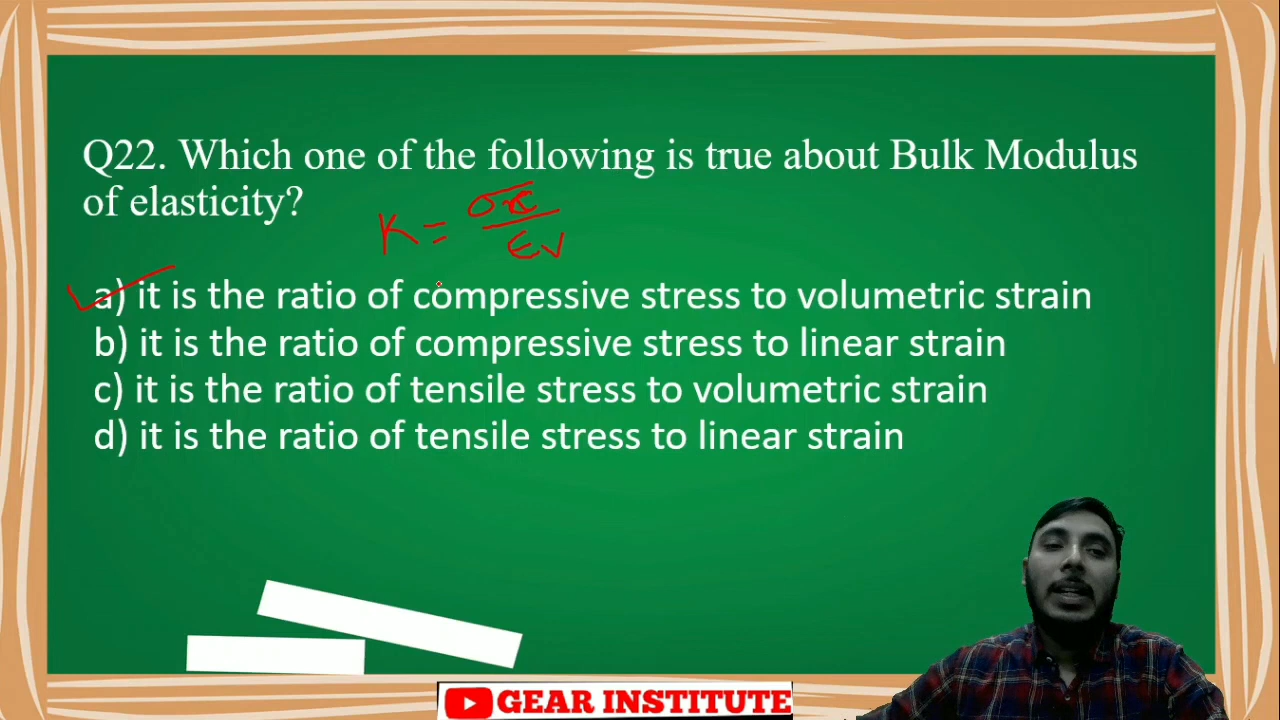 Q22. Which one of the following is true about Bulk Modulus
of elasticity?
K =
εv
a) it is the ratio of compressive stress to volumetric strain
b) it is the ratio of compressive stress to linear strain
c) it is the ratio of tensile stress to volumetric strain
d) it is the ratio of tensile stress to linear strain
GEAR INSTITUTE